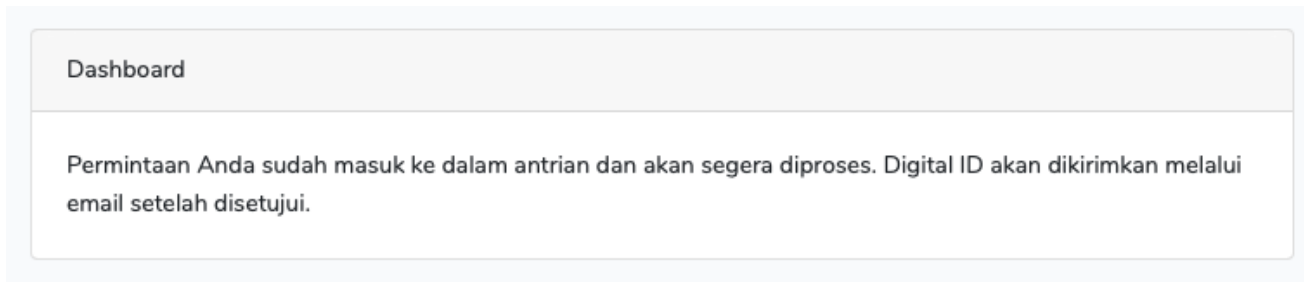 Dashboard
Permintaan Anda sudah masuk ke dalam antrian dan akan segera diproses. Digital ID akan dikirimkan melalui
email setelah disetujui.